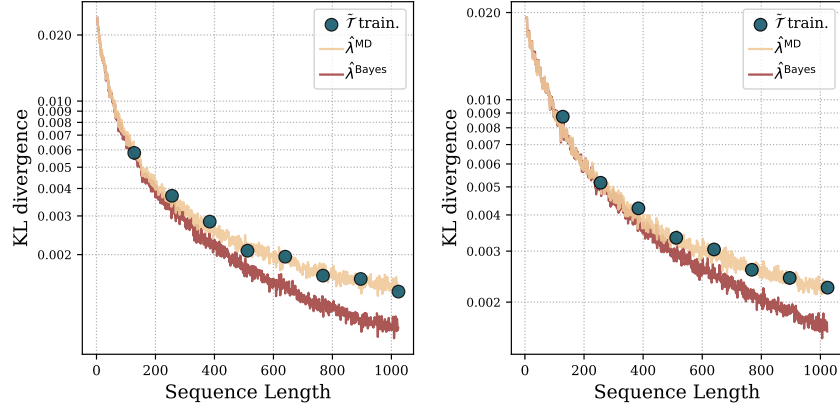 0.020
0.010
0.009
0.008
0.007
0.006
0.005
0.004
0.003
0.002
KL divergence
0 200 400 600 800 1000
Sequence Length
𝒯̃ train.
λ̂^MD
λ̂^Bayes
0.020
0.010
0.009
0.008
0.007
0.006
0.005
0.004
0.003
0.002
KL divergence
0 200 400 600 800 1000
Sequence Length
𝒯̃ train.
λ̂^MD
λ̂^Bayes